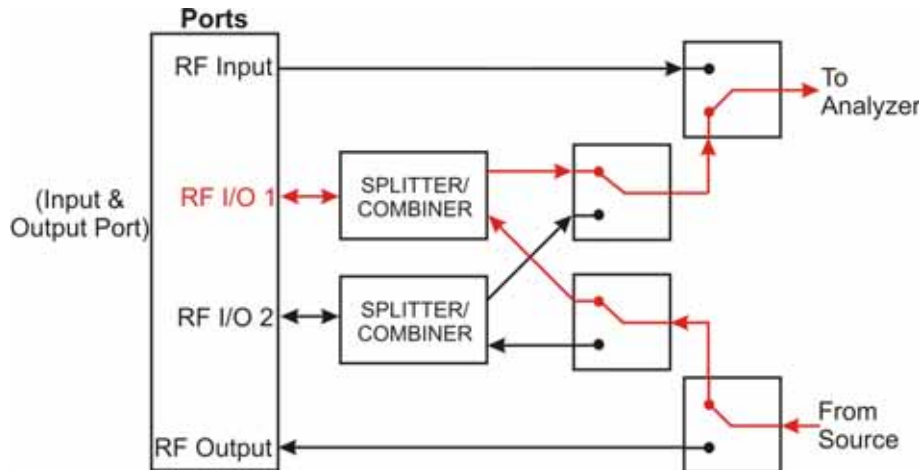 Ports
RF Input
To
Analyzer
RF I/O 1
SPLITTER/
COMBINER
(Input &
Output Port)
RF I/O 2
SPLITTER/
COMBINER
From
Source
RF Output